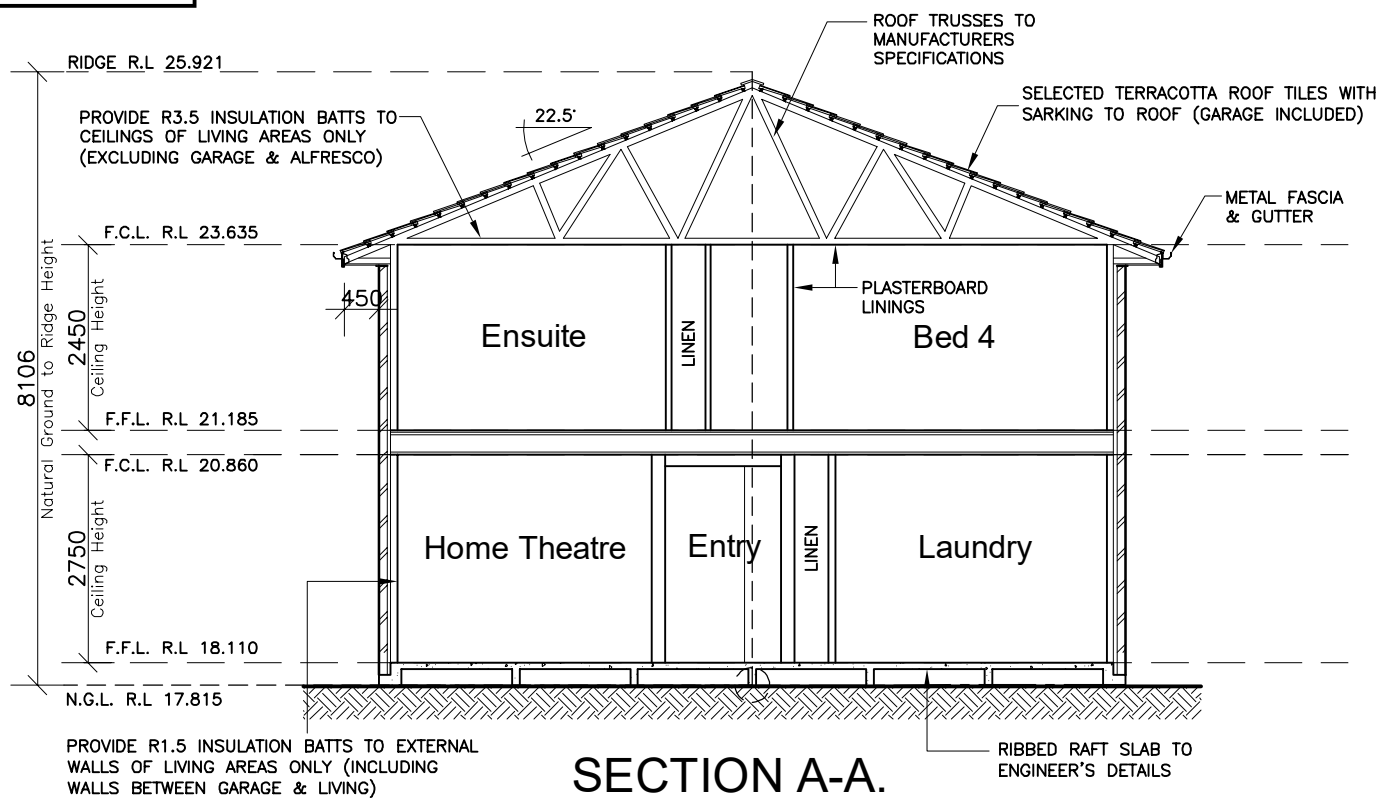 RIDGE R.L 25.921
ROOF TRUSSES TO
MANUFACTURERS
SPECIFICATIONS
SELECTED TERRACOTTA ROOF TILES WITH
SARKING TO ROOF (GARAGE INCLUDED)
PROVIDE R3.5 INSULATION BATTS TO
CEILINGS OF LIVING AREAS ONLY
(EXCLUDING GARAGE & ALFRESCO)
22.5°
METAL FASCIA
& GUTTER
F.C.L. R.L 23.635
450
PLASTERBOARD
LININGS
Ensuite
LINEN
Bed 4
8106
Natural Ground to Ridge Height
2450
Ceiling Height
F.F.L. R.L 21.185
F.C.L. R.L 20.860
2750
Ceiling Height
Home Theatre
Entry
LINEN
Laundry
F.F.L. R.L 18.110
N.G.L. R.L 17.815
PROVIDE R1.5 INSULATION BATTS TO EXTERNAL
WALLS OF LIVING AREAS ONLY (INCLUDING
WALLS BETWEEN GARAGE & LIVING)
RIBBED RAFT SLAB TO
ENGINEER'S DETAILS
SECTION A-A.